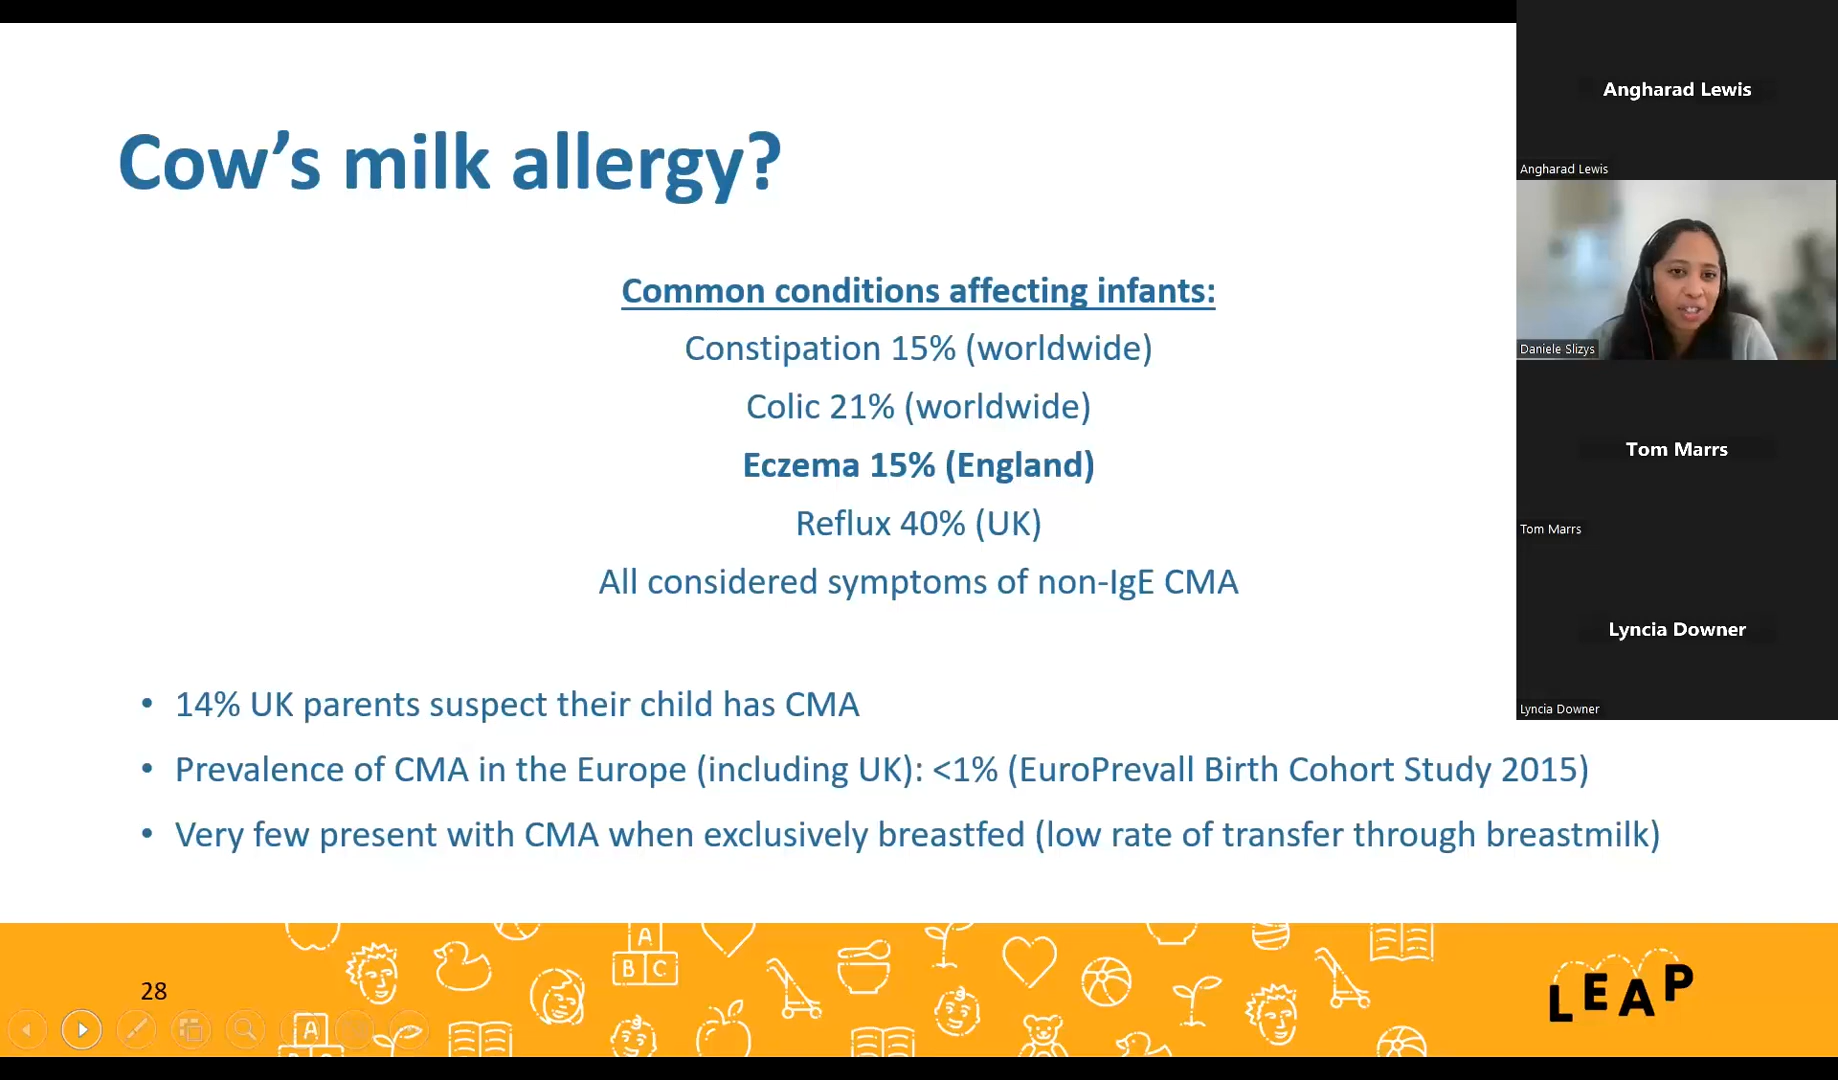 Cow’s milk allergy?
Common conditions affecting infants:
Constipation 15% (worldwide)
Colic 21% (worldwide)
Eczema 15% (England)
Reflux 40% (UK)
All considered symptoms of non-IgE CMA
• 14% UK parents suspect their child has CMA
• Prevalence of CMA in the Europe (including UK): <1% (EuroPrevall Birth Cohort Study 2015)
• Very few present with CMA when exclusively breastfed (low rate of transfer through breastmilk)
28
A
B C
A
LEAP
Angharad Lewis
Angharad Lewis
Daniele Slizys
Tom Marrs
Tom Marrs
Lyncia Downer
Lyncia Downer